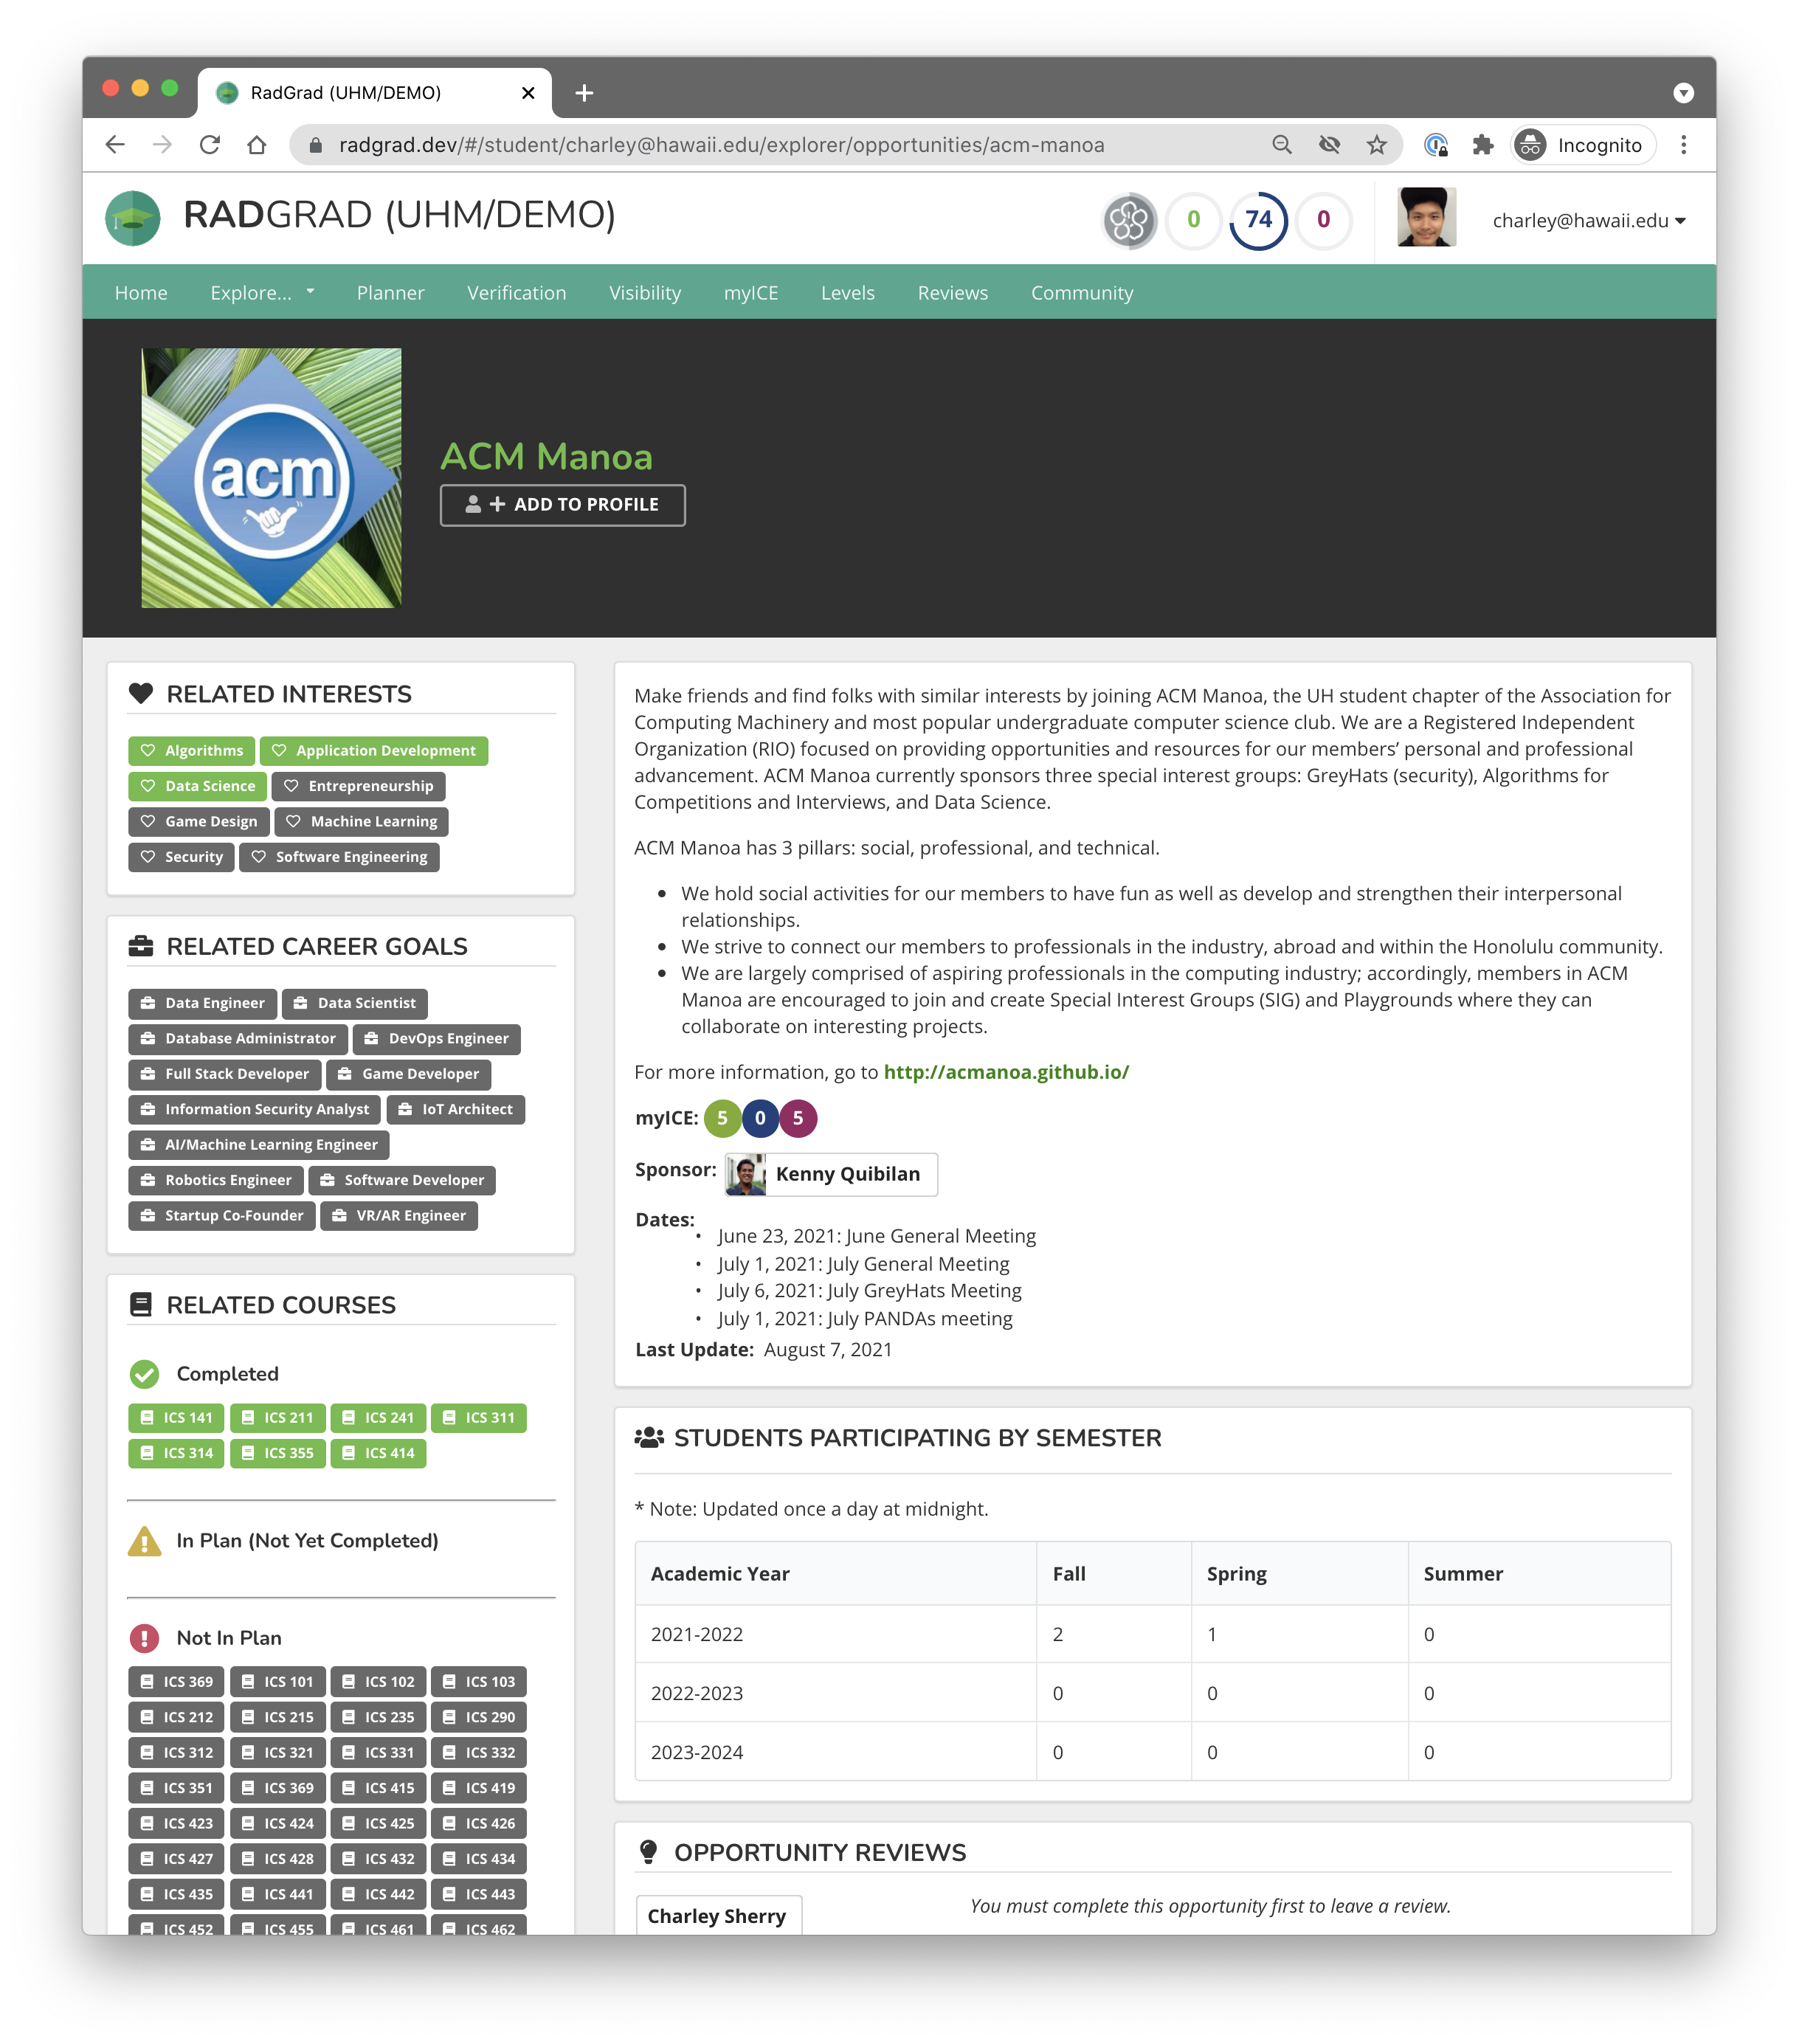 RadGrad (UHM/DEMO)
radgrad.dev/#/student/charley@hawaii.edu/explorer/opportunities/acm-manoa
Incognito
RADGRAD (UHM/DEMO)
0
74
0
charley@hawaii.edu
Home
Explore...
Planner
Verification
Visibility
myICE
Levels
Reviews
Community
acm
ACM Manoa
ADD TO PROFILE
RELATED INTERESTS
Algorithms
Application Development
Data Science
Entrepreneurship
Game Design
Machine Learning
Security
Software Engineering
RELATED CAREER GOALS
Data Engineer
Data Scientist
Database Administrator
DevOps Engineer
Full Stack Developer
Game Developer
Information Security Analyst
IoT Architect
AI/Machine Learning Engineer
Robotics Engineer
Software Developer
Startup Co-Founder
VR/AR Engineer
RELATED COURSES
Completed
ICS 141
ICS 211
ICS 241
ICS 311
ICS 314
ICS 355
ICS 414
In Plan (Not Yet Completed)
Not In Plan
ICS 369
ICS 101
ICS 102
ICS 103
ICS 212
ICS 215
ICS 235
ICS 290
ICS 312
ICS 321
ICS 331
ICS 332
ICS 351
ICS 369
ICS 415
ICS 419
ICS 423
ICS 424
ICS 425
ICS 426
ICS 427
ICS 428
ICS 432
ICS 434
ICS 435
ICS 441
ICS 442
ICS 443
ICS 452
ICS 455
ICS 461
ICS 462
Make friends and find folks with similar interests by joining ACM Manoa, the UH student chapter of the Association for
Computing Machinery and most popular undergraduate computer science club. We are a Registered Independent
Organization (RIO) focused on providing opportunities and resources for our members’ personal and professional
advancement. ACM Manoa currently sponsors three special interest groups: GreyHats (security), Algorithms for
Competitions and Interviews, and Data Science.
ACM Manoa has 3 pillars: social, professional, and technical.
• We hold social activities for our members to have fun as well as develop and strengthen their interpersonal
relationships.
• We strive to connect our members to professionals in the industry, abroad and within the Honolulu community.
• We are largely comprised of aspiring professionals in the computing industry; accordingly, members in ACM
Manoa are encouraged to join and create Special Interest Groups (SIG) and Playgrounds where they can
collaborate on interesting projects.
For more information, go to http://acmanoa.github.io/
myICE: 5 0 5
Sponsor: Kenny Quibilan
Dates:
• June 23, 2021: June General Meeting
• July 1, 2021: July General Meeting
• July 6, 2021: July GreyHats Meeting
• July 1, 2021: July PANDAs meeting
Last Update: August 7, 2021
STUDENTS PARTICIPATING BY SEMESTER
* Note: Updated once a day at midnight.
Academic Year Fall Spring Summer
2021-2022 2 1 0
2022-2023 0 0 0
2023-2024 0 0 0
OPPORTUNITY REVIEWS
Charley Sherry
You must complete this opportunity first to leave a review.